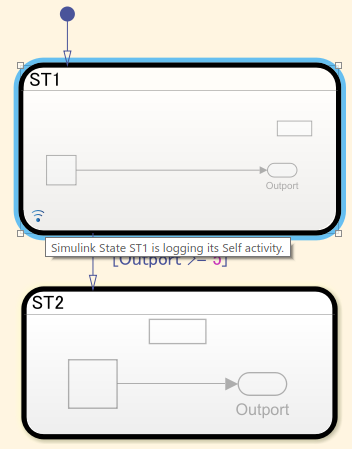 ST1
Outport
Simulink State ST1 is logging its Self activity.
[Outport >= 5]
ST2
Outport